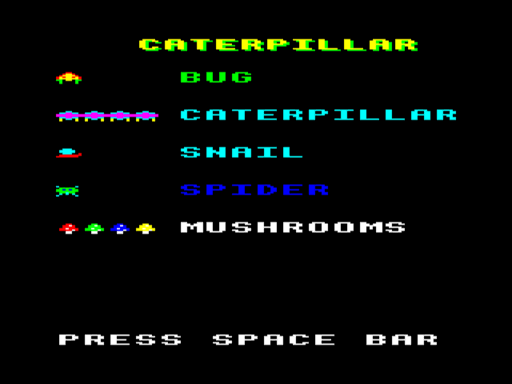 CATERPILLAR
BUG
CATERPILLAR
SNAIL
SPIDER
MUSHROOMS
PRESS SPACE BAR